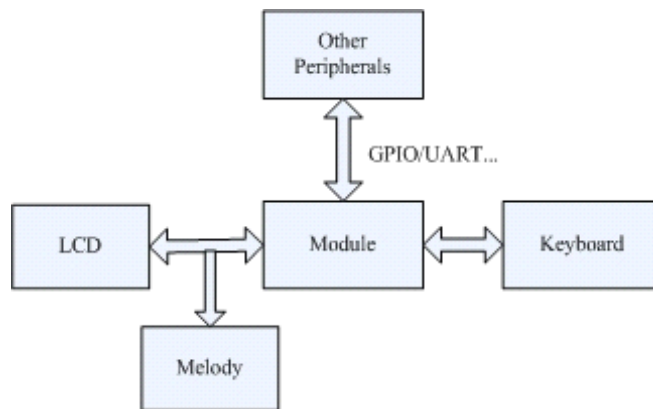 Other
Peripherals
GPIO/UART...
LCD
Module
Keyboard
Melody